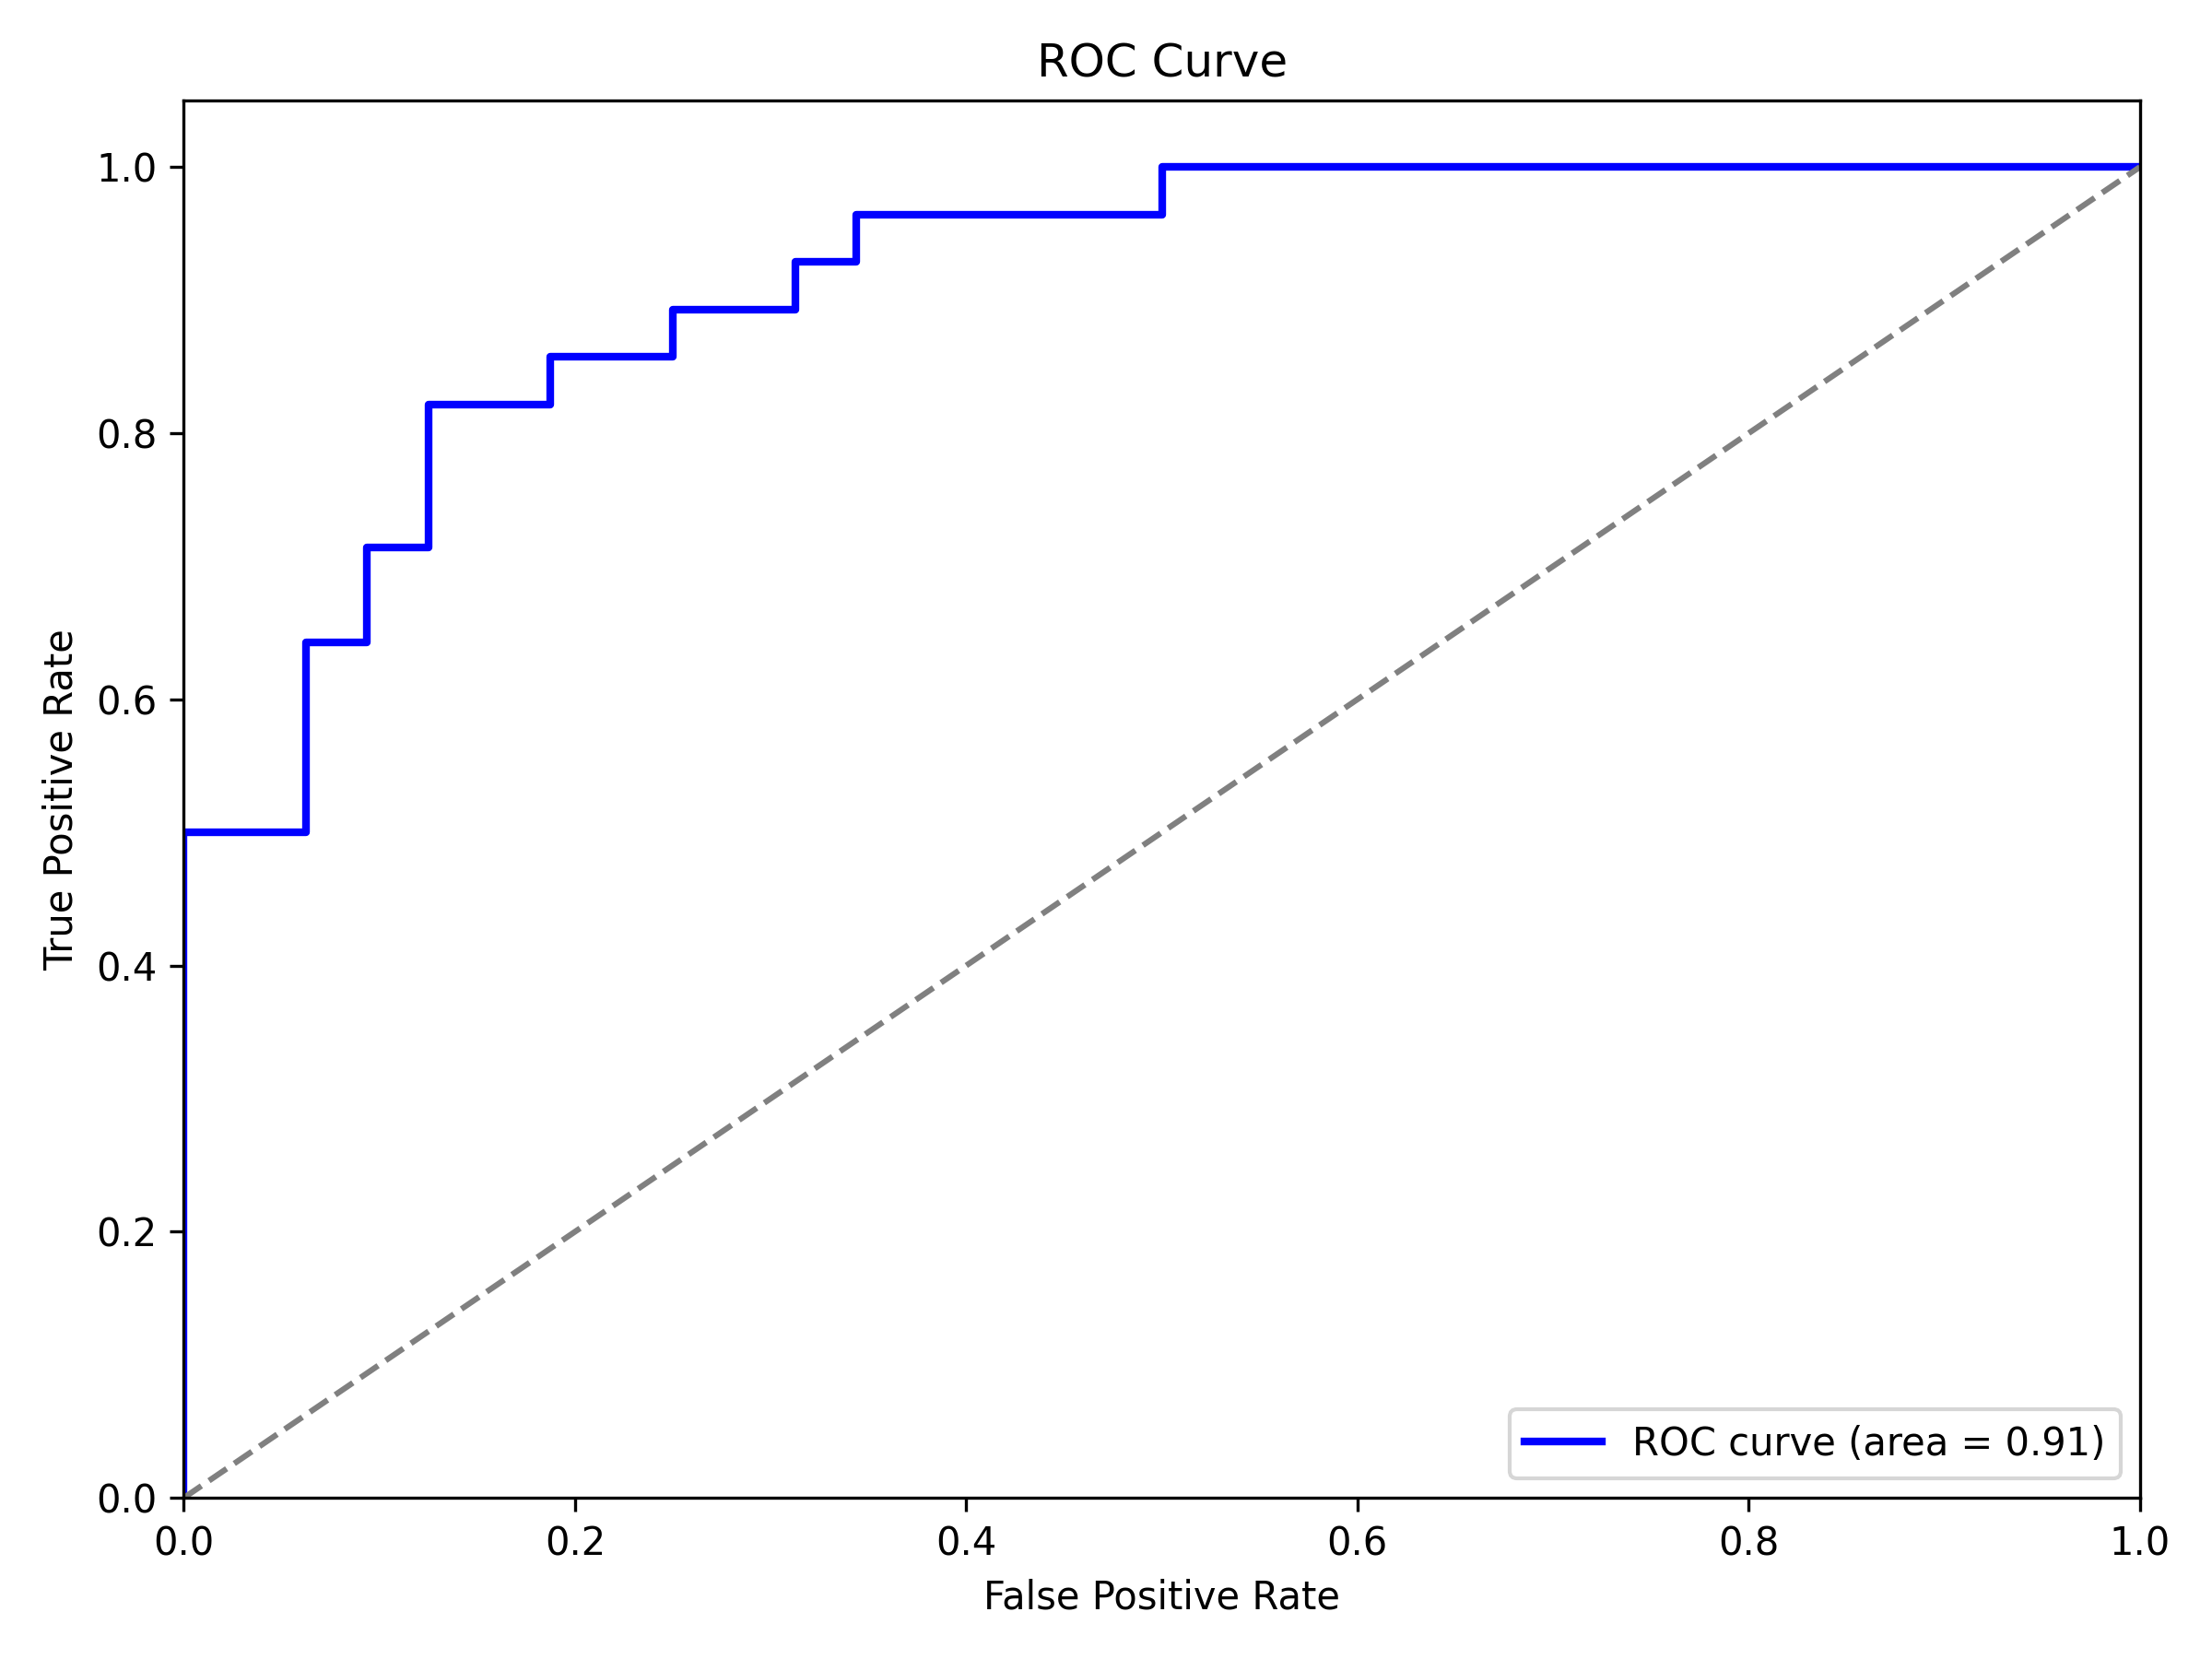 ROC Curve
1.0
0.8
0.6
0.4
0.2
0.0
True Positive Rate
0.0 0.2 0.4 0.6 0.8 1.0
False Positive Rate
ROC curve (area = 0.91)